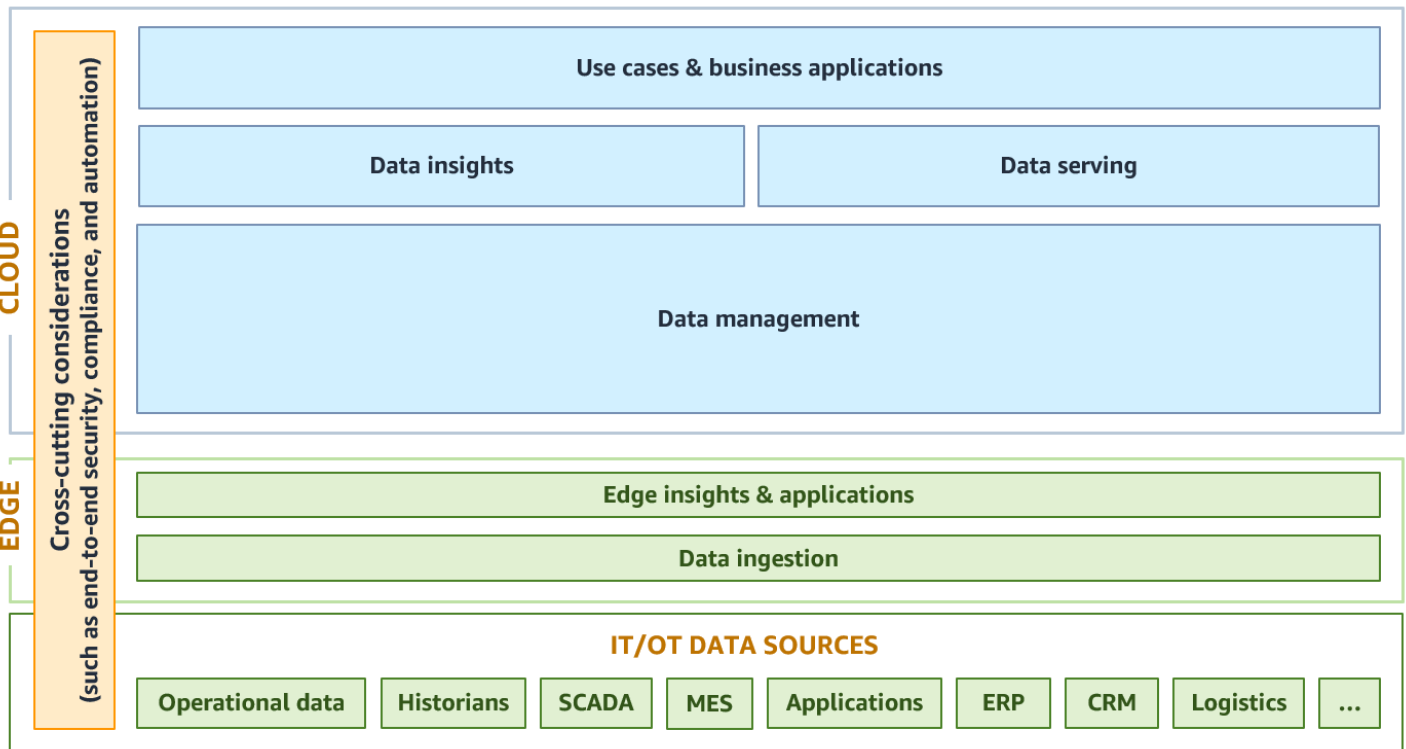 Use cases & business applications
Data insights
Data serving
Data management
CLOUD
Cross-cutting considerations
(such as end-to-end security, compliance, and automation)
EDGE
Edge insights & applications
Data ingestion
IT/OT DATA SOURCES
Operational data
Historians
SCADA
MES
Applications
ERP
CRM
Logistics
...